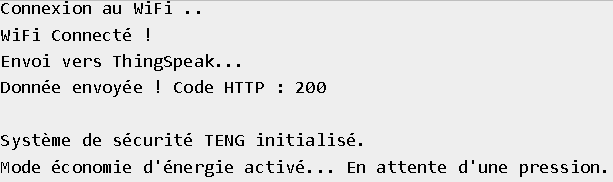 Connexion au WiFi ..
WiFi Connecté !
Envoi vers ThingSpeak...
Donnée envoyée ! Code HTTP : 200

Système de sécurité TENG initialisé.
Mode économie d'énergie activé... En attente d'une pression.